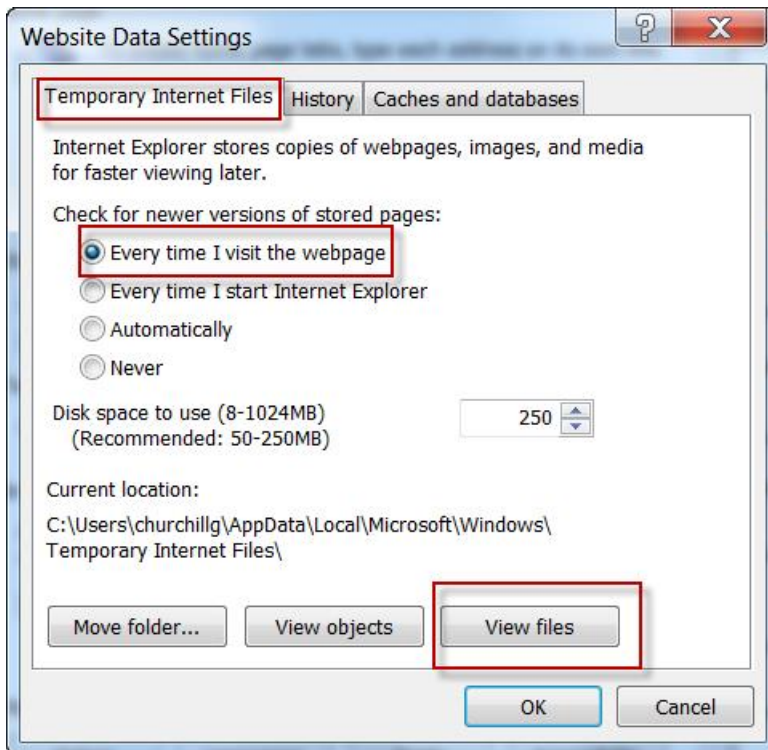 Website Data Settings
Temporary Internet Files History Caches and databases
Internet Explorer stores copies of webpages, images, and media
for faster viewing later.
Check for newer versions of stored pages:
Every time I visit the webpage
Every time I start Internet Explorer
Automatically
Never
Disk space to use (8-1024MB) 250
(Recommended: 50-250MB)
Current location:
C:\Users\churchillg\AppData\Local\Microsoft\Windows\
Temporary Internet Files\
Move folder... View objects View files
OK Cancel